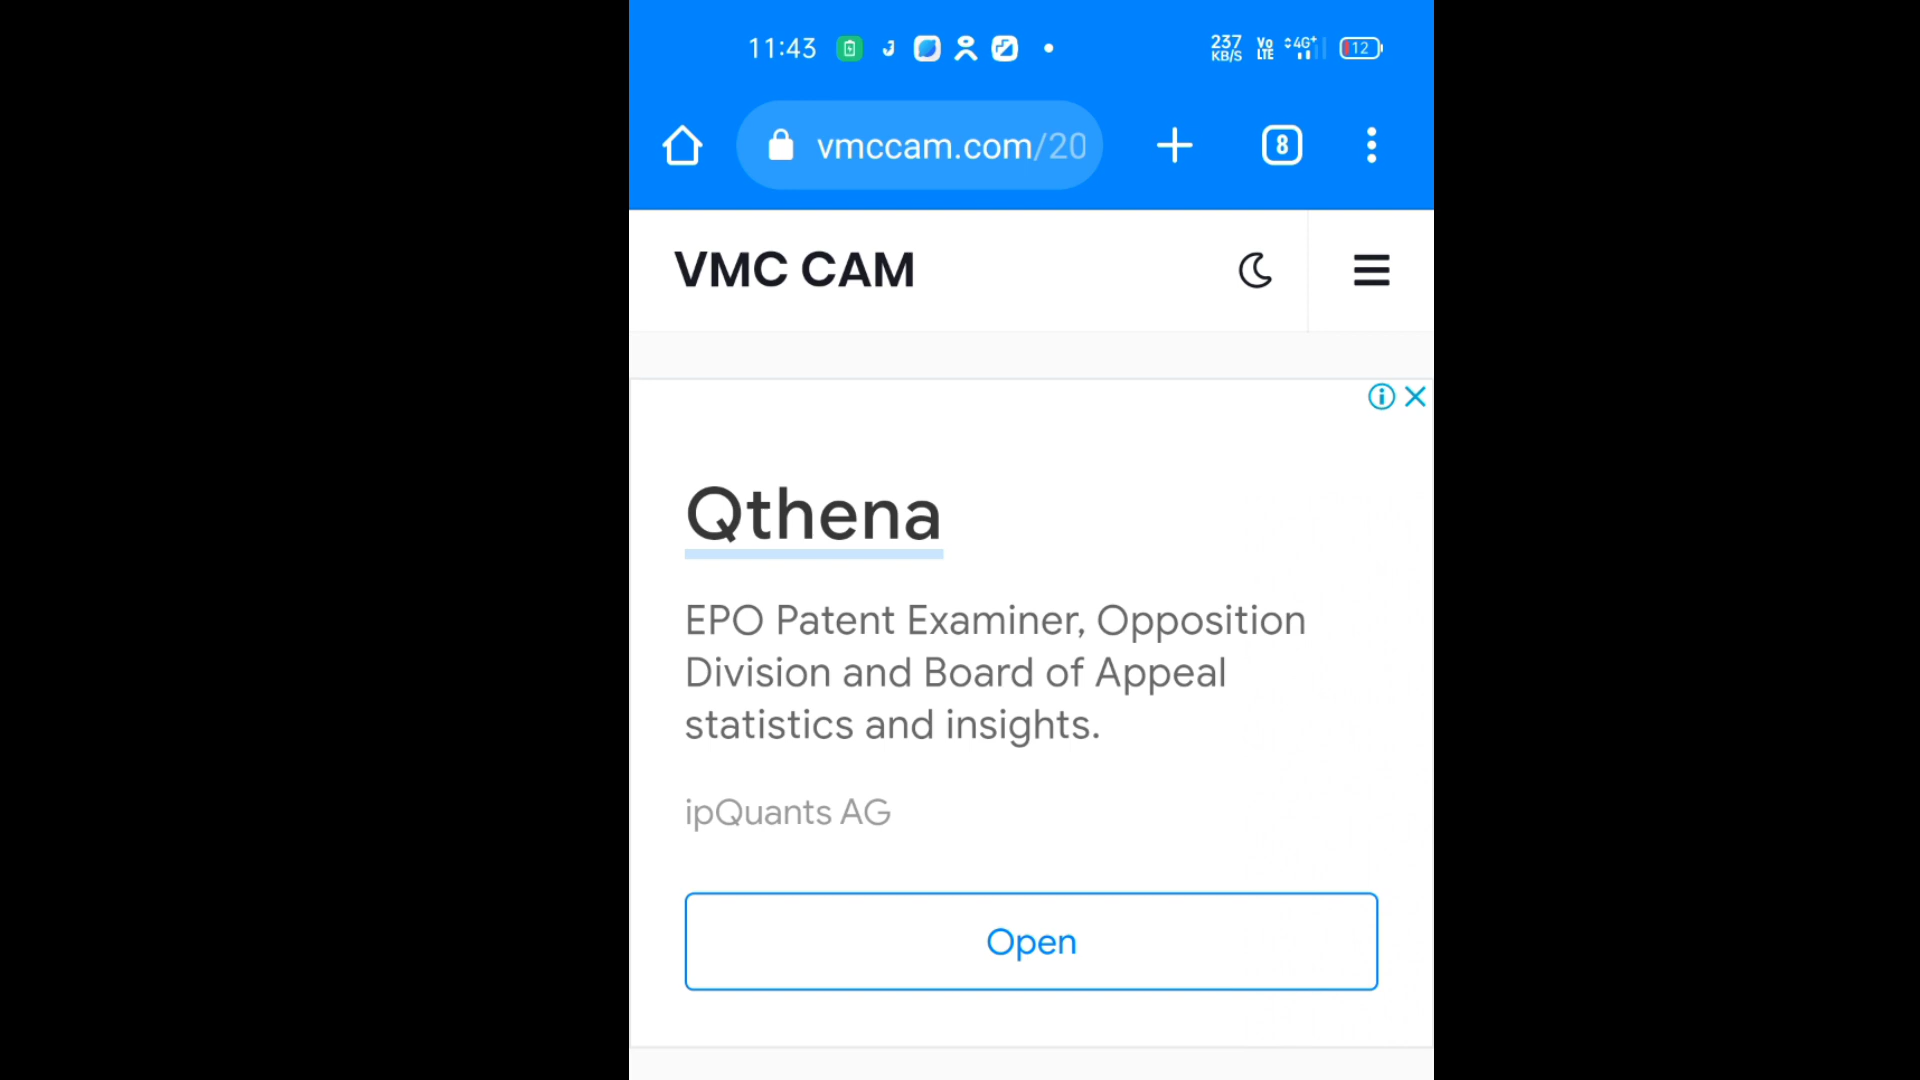 11:43 237 KB/S Vo LTE 4G+ 12
vmccam.com/20 8
VMC CAM
Qthena
EPO Patent Examiner, Opposition
Division and Board of Appeal
statistics and insights.
ipQuants AG
Open